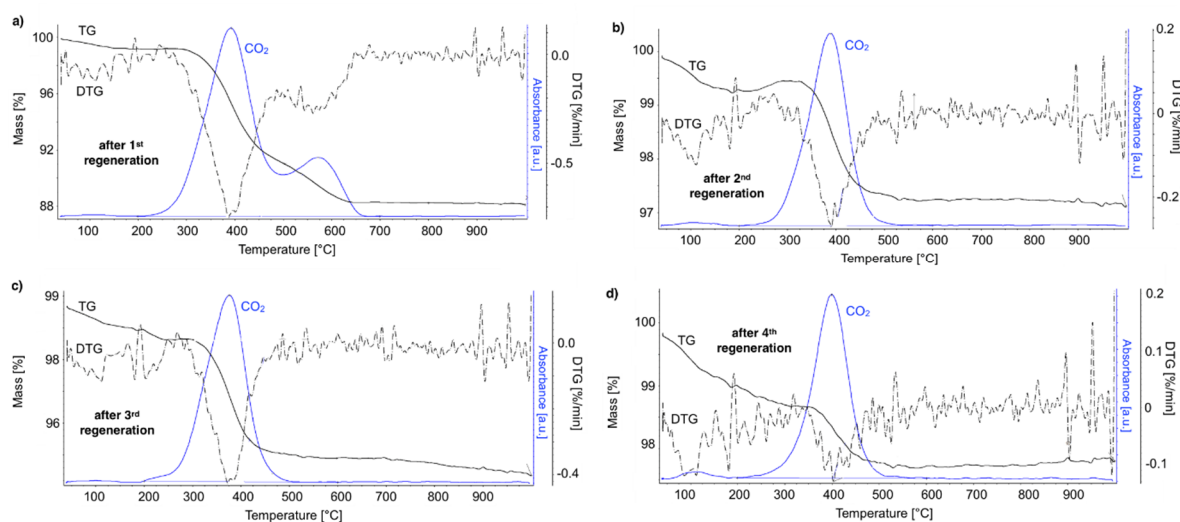 a)
TG
CO₂
DTG
after 1st
regeneration
100
96
92
88
Mass [%]
100 200 300 400 500 600 700 800 900
Temperature [°C]
Absorbance [a.u.]
0.0
-0.5
DTG [%/min]
b)
TG
CO₂
DTG
after 2nd
regeneration
100
99
98
97
Mass [%]
100 200 300 400 500 600 700 800 900
Temperature [°C]
Absorbance [a.u.]
0.2
0
-0.2
DTG [%/min]
c)
TG
CO₂
DTG
after 3rd
regeneration
99
98
96
95
Mass [%]
100 200 300 400 500 600 700 800 900
Temperature [°C]
Absorbance [a.u.]
0.0
-0.4
DTG [%/min]
d)
TG
CO₂
after 4th
regeneration
DTG
100
99
98
Mass [%]
100 200 300 400 500 600 700 800 900
Temperature [°C]
Absorbance [a.u.]
0.2
0.1
0
-0.1
DTG [%/min]